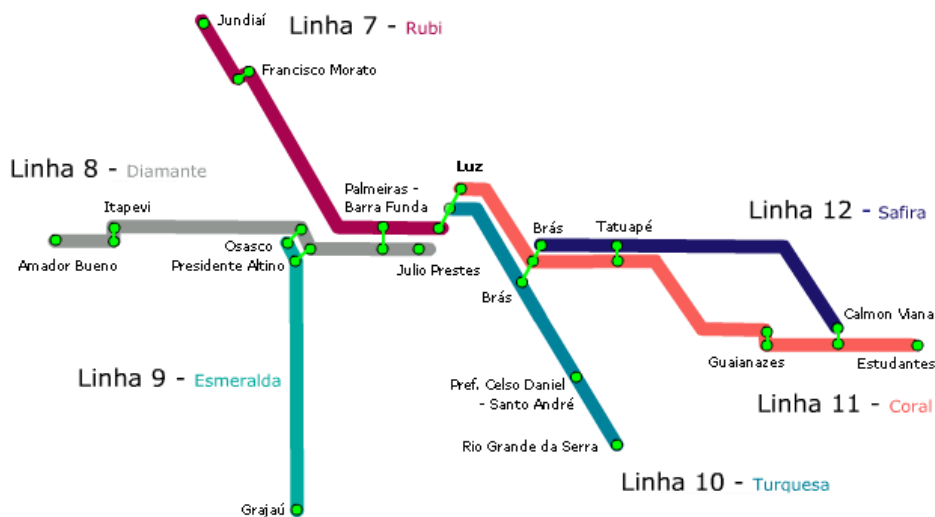 Jundiaí
Linha 7 - Rubi
Francisco Morato
Linha 8 - Diamante
Luz
Palmeiras -
Barra Funda
Itapevi
Linha 12 - Safira
Brás
Tatuapé
Osasco
Amador Bueno
Presidente Altino
Julio Prestes
Brás
Calmon Viana
Guaianazes
Estudantes
Linha 9 - Esmeralda
Pref. Celso Daniel
- Santo André
Linha 11 - Coral
Rio Grande da Serra
Linha 10 - Turquesa
Grajaú